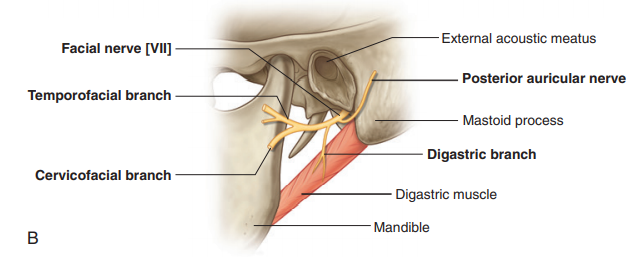 Facial nerve [VII]
External acoustic meatus
Posterior auricular nerve
Temporofacial branch
Mastoid process
Digastric branch
Cervicofacial branch
Digastric muscle
Mandible
B